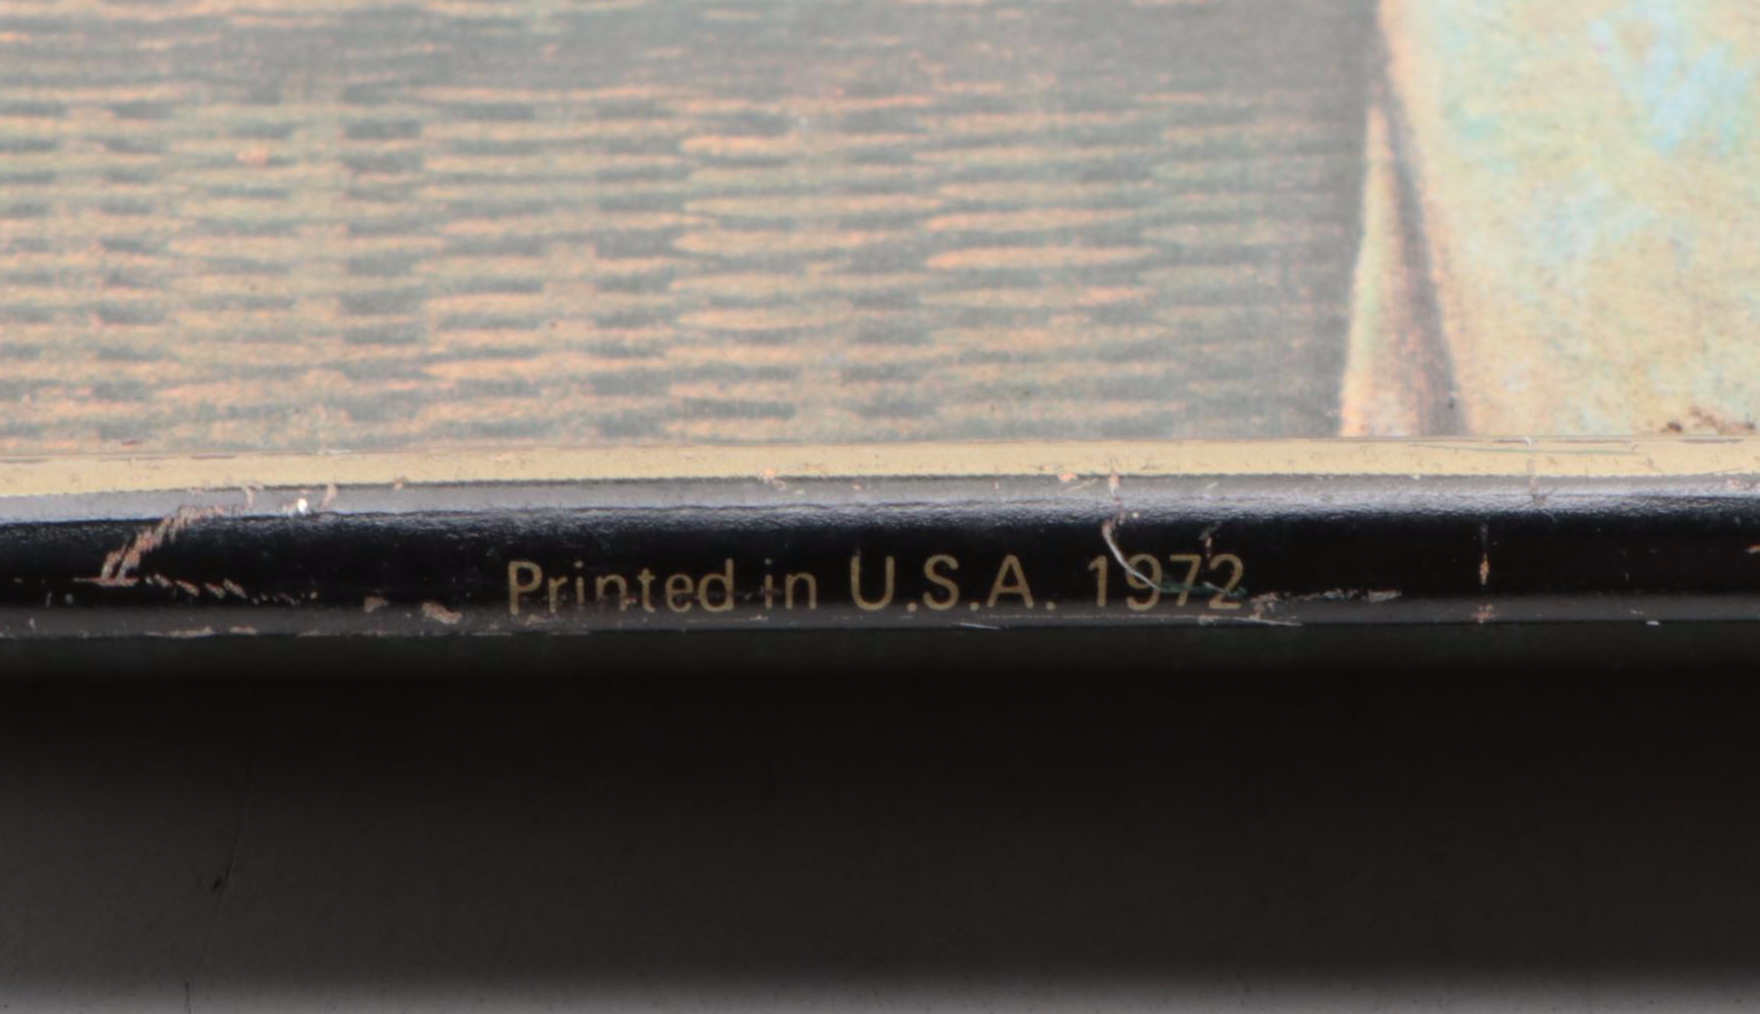 Printed in U.S.A. 1972